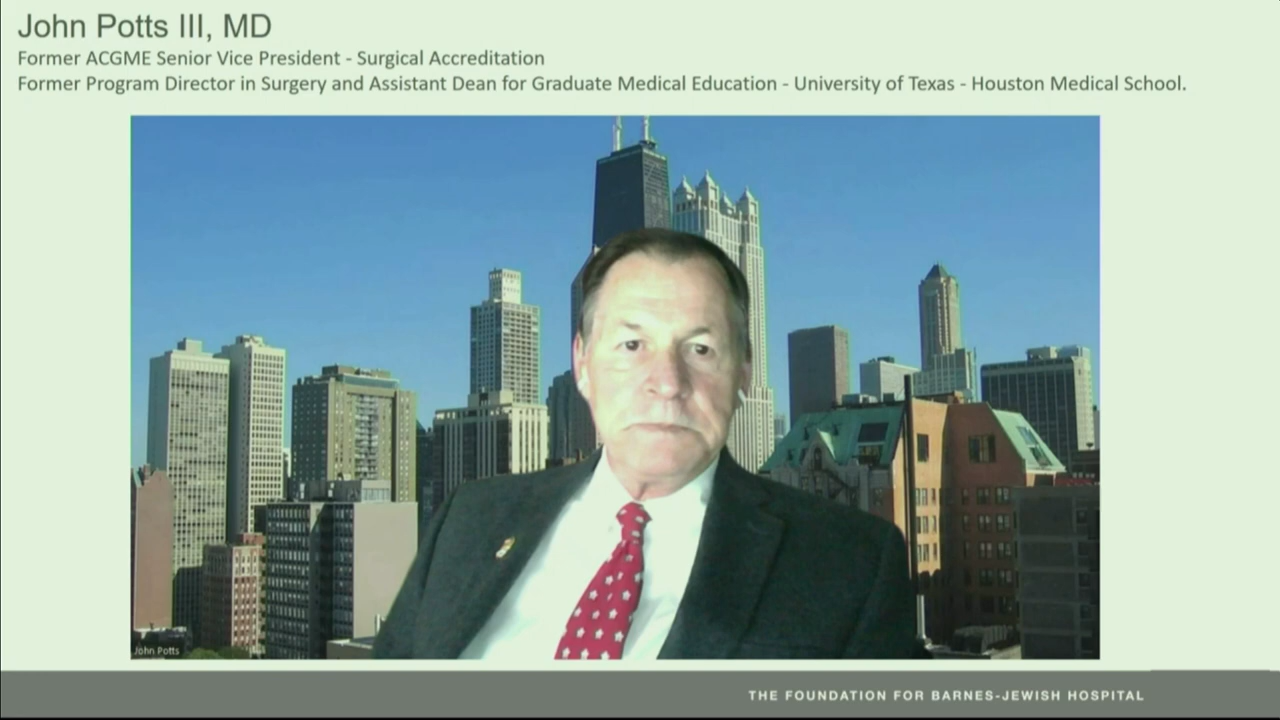 John Potts III, MD
Former ACGME Senior Vice President - Surgical Accreditation
Former Program Director in Surgery and Assistant Dean for Graduate Medical Education - University of Texas - Houston Medical School.
John Potts
THE FOUNDATION FOR BARNES-JEWISH HOSPITAL